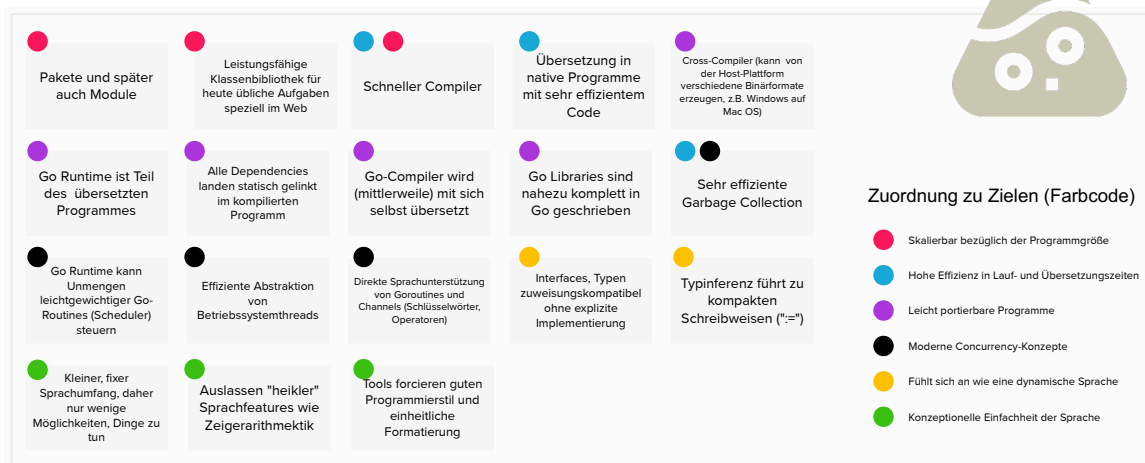 Pakete und später
auch Module
Leistungsfähige
Klassenbibliothek für
heute übliche Aufgaben
speziell im Web
Schneller Compiler
Übersetzung in
native Programme
mit sehr effizientem
Code
Cross-Compiler (kann von
der Host-Plattform
verschiedene Binärformate
erzeugen, z.B. Windows auf
Mac OS)
Go Runtime ist Teil
des übersetzten
Programmes
Alle Dependencies
landen statisch gelinkt
im kompilierten
Programm
Go-Compiler wird
(mittlerweile) mit sich
selbst übersetzt
Go Libraries sind
nahezu komplett in
Go geschrieben
Sehr effiziente
Garbage Collection
Go Runtime kann
Unmengen
leichtgewichtiger Go-
Routines (Scheduler)
steuern
Effiziente Abstraktion
von
Betriebssystemthreads
Direkte Sprachunterstützung
von Goroutines und
Channels (Schlüsselwörter,
Operatoren)
Interfaces, Typen
zuweisungskompatibel
ohne explizite
Implementierung
Typinferenz führt zu
kompakten
Schreibweisen (":=")
Kleiner, fixer
Sprachumfang, daher
nur wenige
Möglichkeiten, Dinge zu
tun
Auslassen "heikler"
Sprachfeatures wie
Zeigerarithmektik
Tools forcieren guten
Programmierstil und
einheitliche
Formatierung
Zuordnung zu Zielen (Farbcode)
Skalierbar bezüglich der Programmgröße
Hohe Effizienz in Lauf- und Übersetzungszeiten
Leicht portierbare Programme
Moderne Concurrency-Konzepte
Fühlt sich an wie eine dynamische Sprache
Konzeptionelle Einfachheit der Sprache